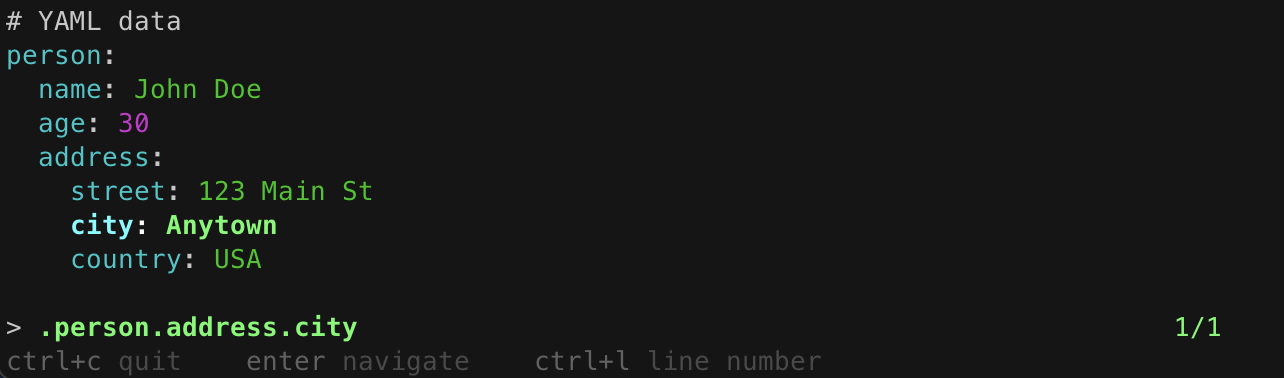 # YAML data
person:
  name: John Doe
  age: 30
  address:
    street: 123 Main St
    city: Anytown
    country: USA
> .person.address.city 1/1
ctrl+c quit    enter navigate    ctrl+l line number